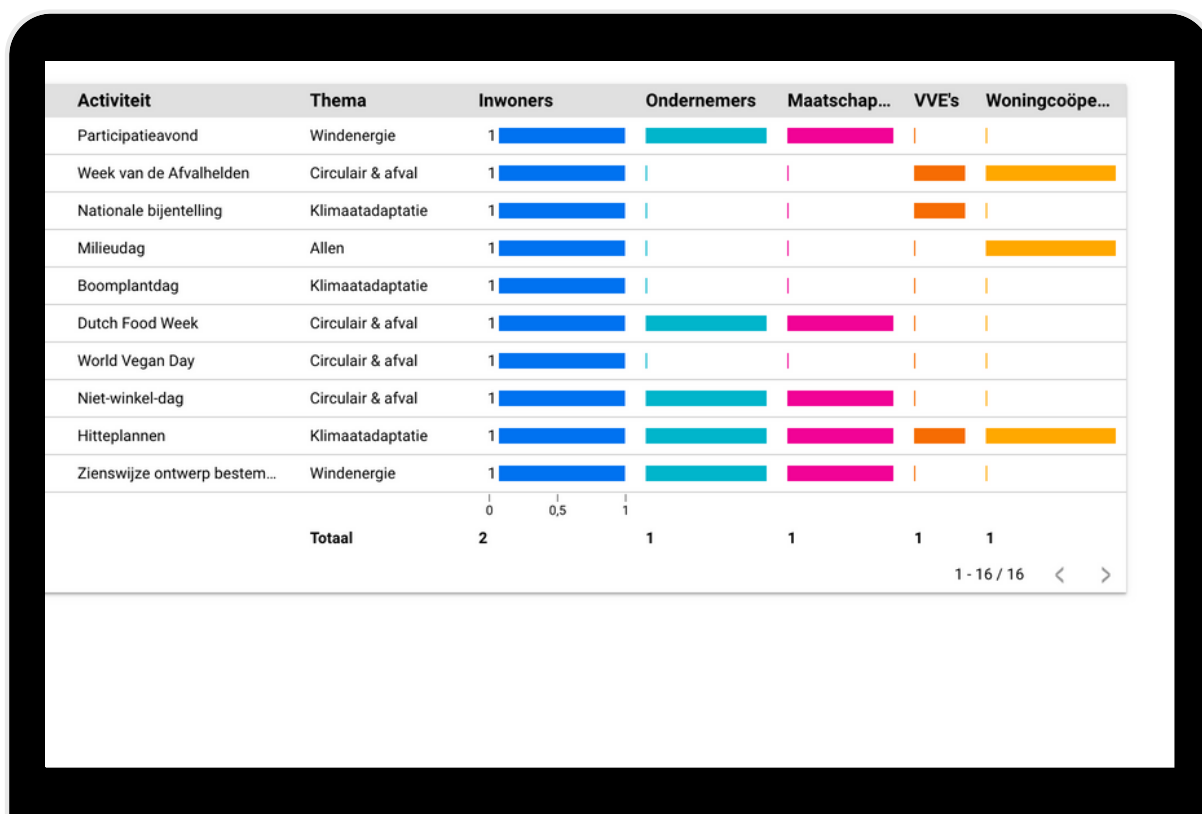 Activiteit Thema Inwoners Ondernemers Maatschap... VVE's Woningcoöpe...
Participatieavond Windenergie 1
Week van de Afvalhelden Circulair & afval 1
Nationale bijentelling Klimaatadaptatie 1
Milieudag Allen 1
Boomplantdag Klimaatadaptatie 1
Dutch Food Week Circulair & afval 1
World Vegan Day Circulair & afval 1
Niet-winkel-dag Circulair & afval 1
Hitteplannen Klimaatadaptatie 1
Zienswijze ontwerp bestem... Windenergie 1
0 0,5 1
Totaal 2 1 1 1 1
1 - 16 / 16 < >